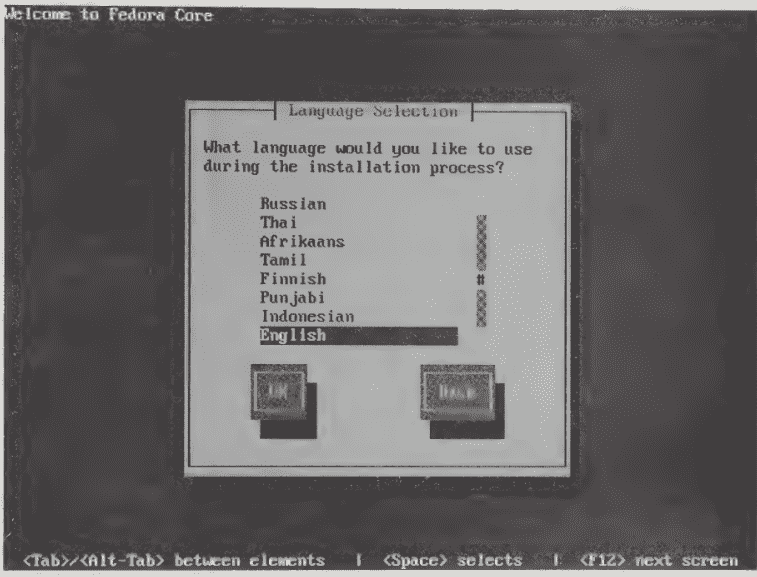 Welcome to Fedora Core
Language Selection
What language would you like to use
during the installation process?
Russian
Thai
Afrikaans
Tamil
Finnish
#
Punjabi
Indonesian
English
OK
<Tab>/<Alt-Tab> between elements | <Space> selects | <F12> next screen